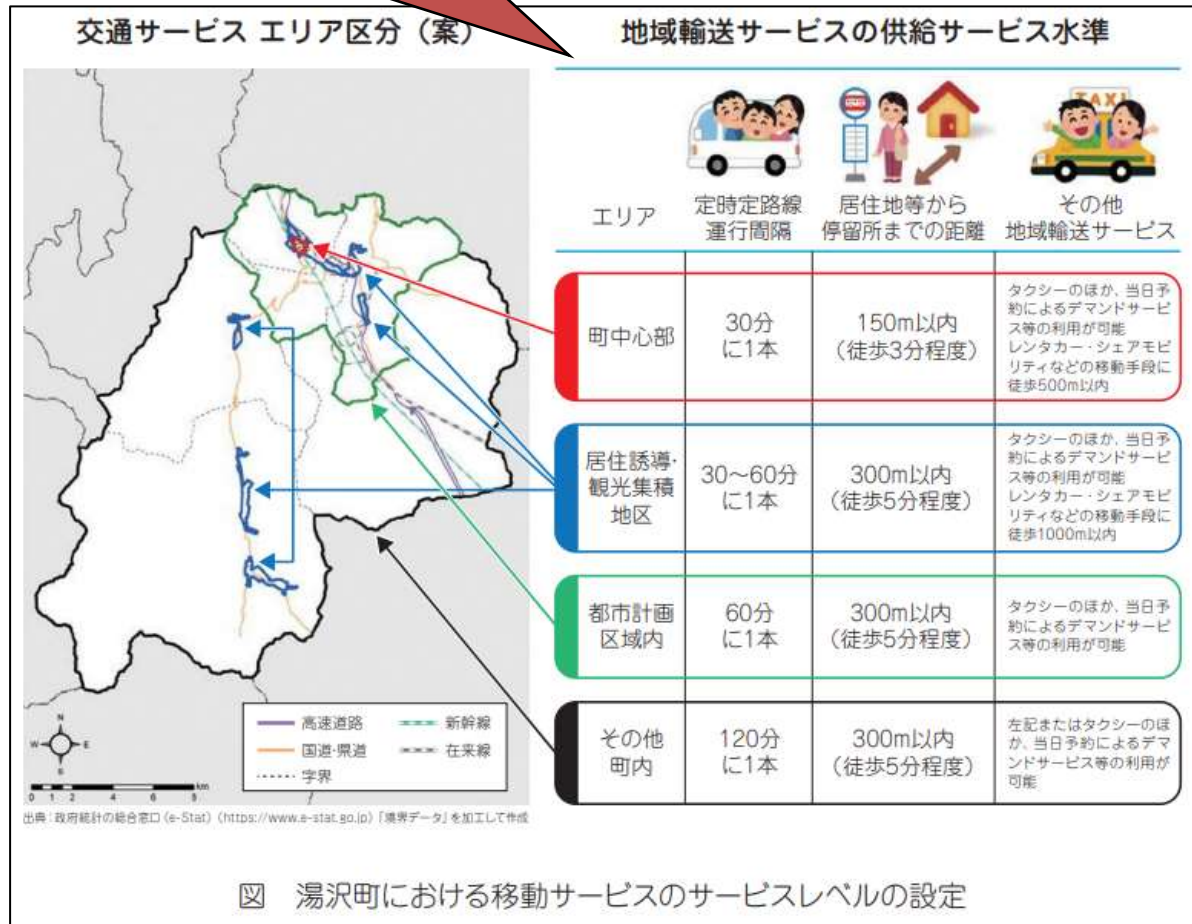 交通サービス エリア区分（案）
高速道路
新幹線
国道・県道
在来線
字界
N
W
E
S
0 1 2 4 6 8 km
出典：政府統計の総合窓口（e-Stat）（https://www.e-stat.go.jp）「境界データ」を加工して作成
地域輸送サービスの供給サービス水準
TAXI
エリア
定時定路線
運行間隔
居住地等から
停留所までの距離
その他
地域輸送サービス
町中心部
30分
に1本
150m以内
（徒歩3分程度）
タクシーのほか、当日予
約によるデマンドサービ
ス等の利用が可能
レンタカー・シェアモビ
リティなどの移動手段に
徒歩500m以内
居住誘導・
観光集積
地区
30～60分
に1本
300m以内
（徒歩5分程度）
タクシーのほか、当日予
約によるデマンドサービ
ス等の利用が可能
レンタカー・シェアモビ
リティなどの移動手段に
徒歩1000m以内
都市計画
区域内
60分
に1本
300m以内
（徒歩5分程度）
タクシーのほか、当日予
約によるデマンドサービ
ス等の利用が可能
その他
町内
120分
に1本
300m以内
（徒歩5分程度）
左記またはタクシーのほ
か、当日予約によるデマ
ンドサービス等の利用が
可能
図　湯沢町における移動サービスのサービスレベルの設定